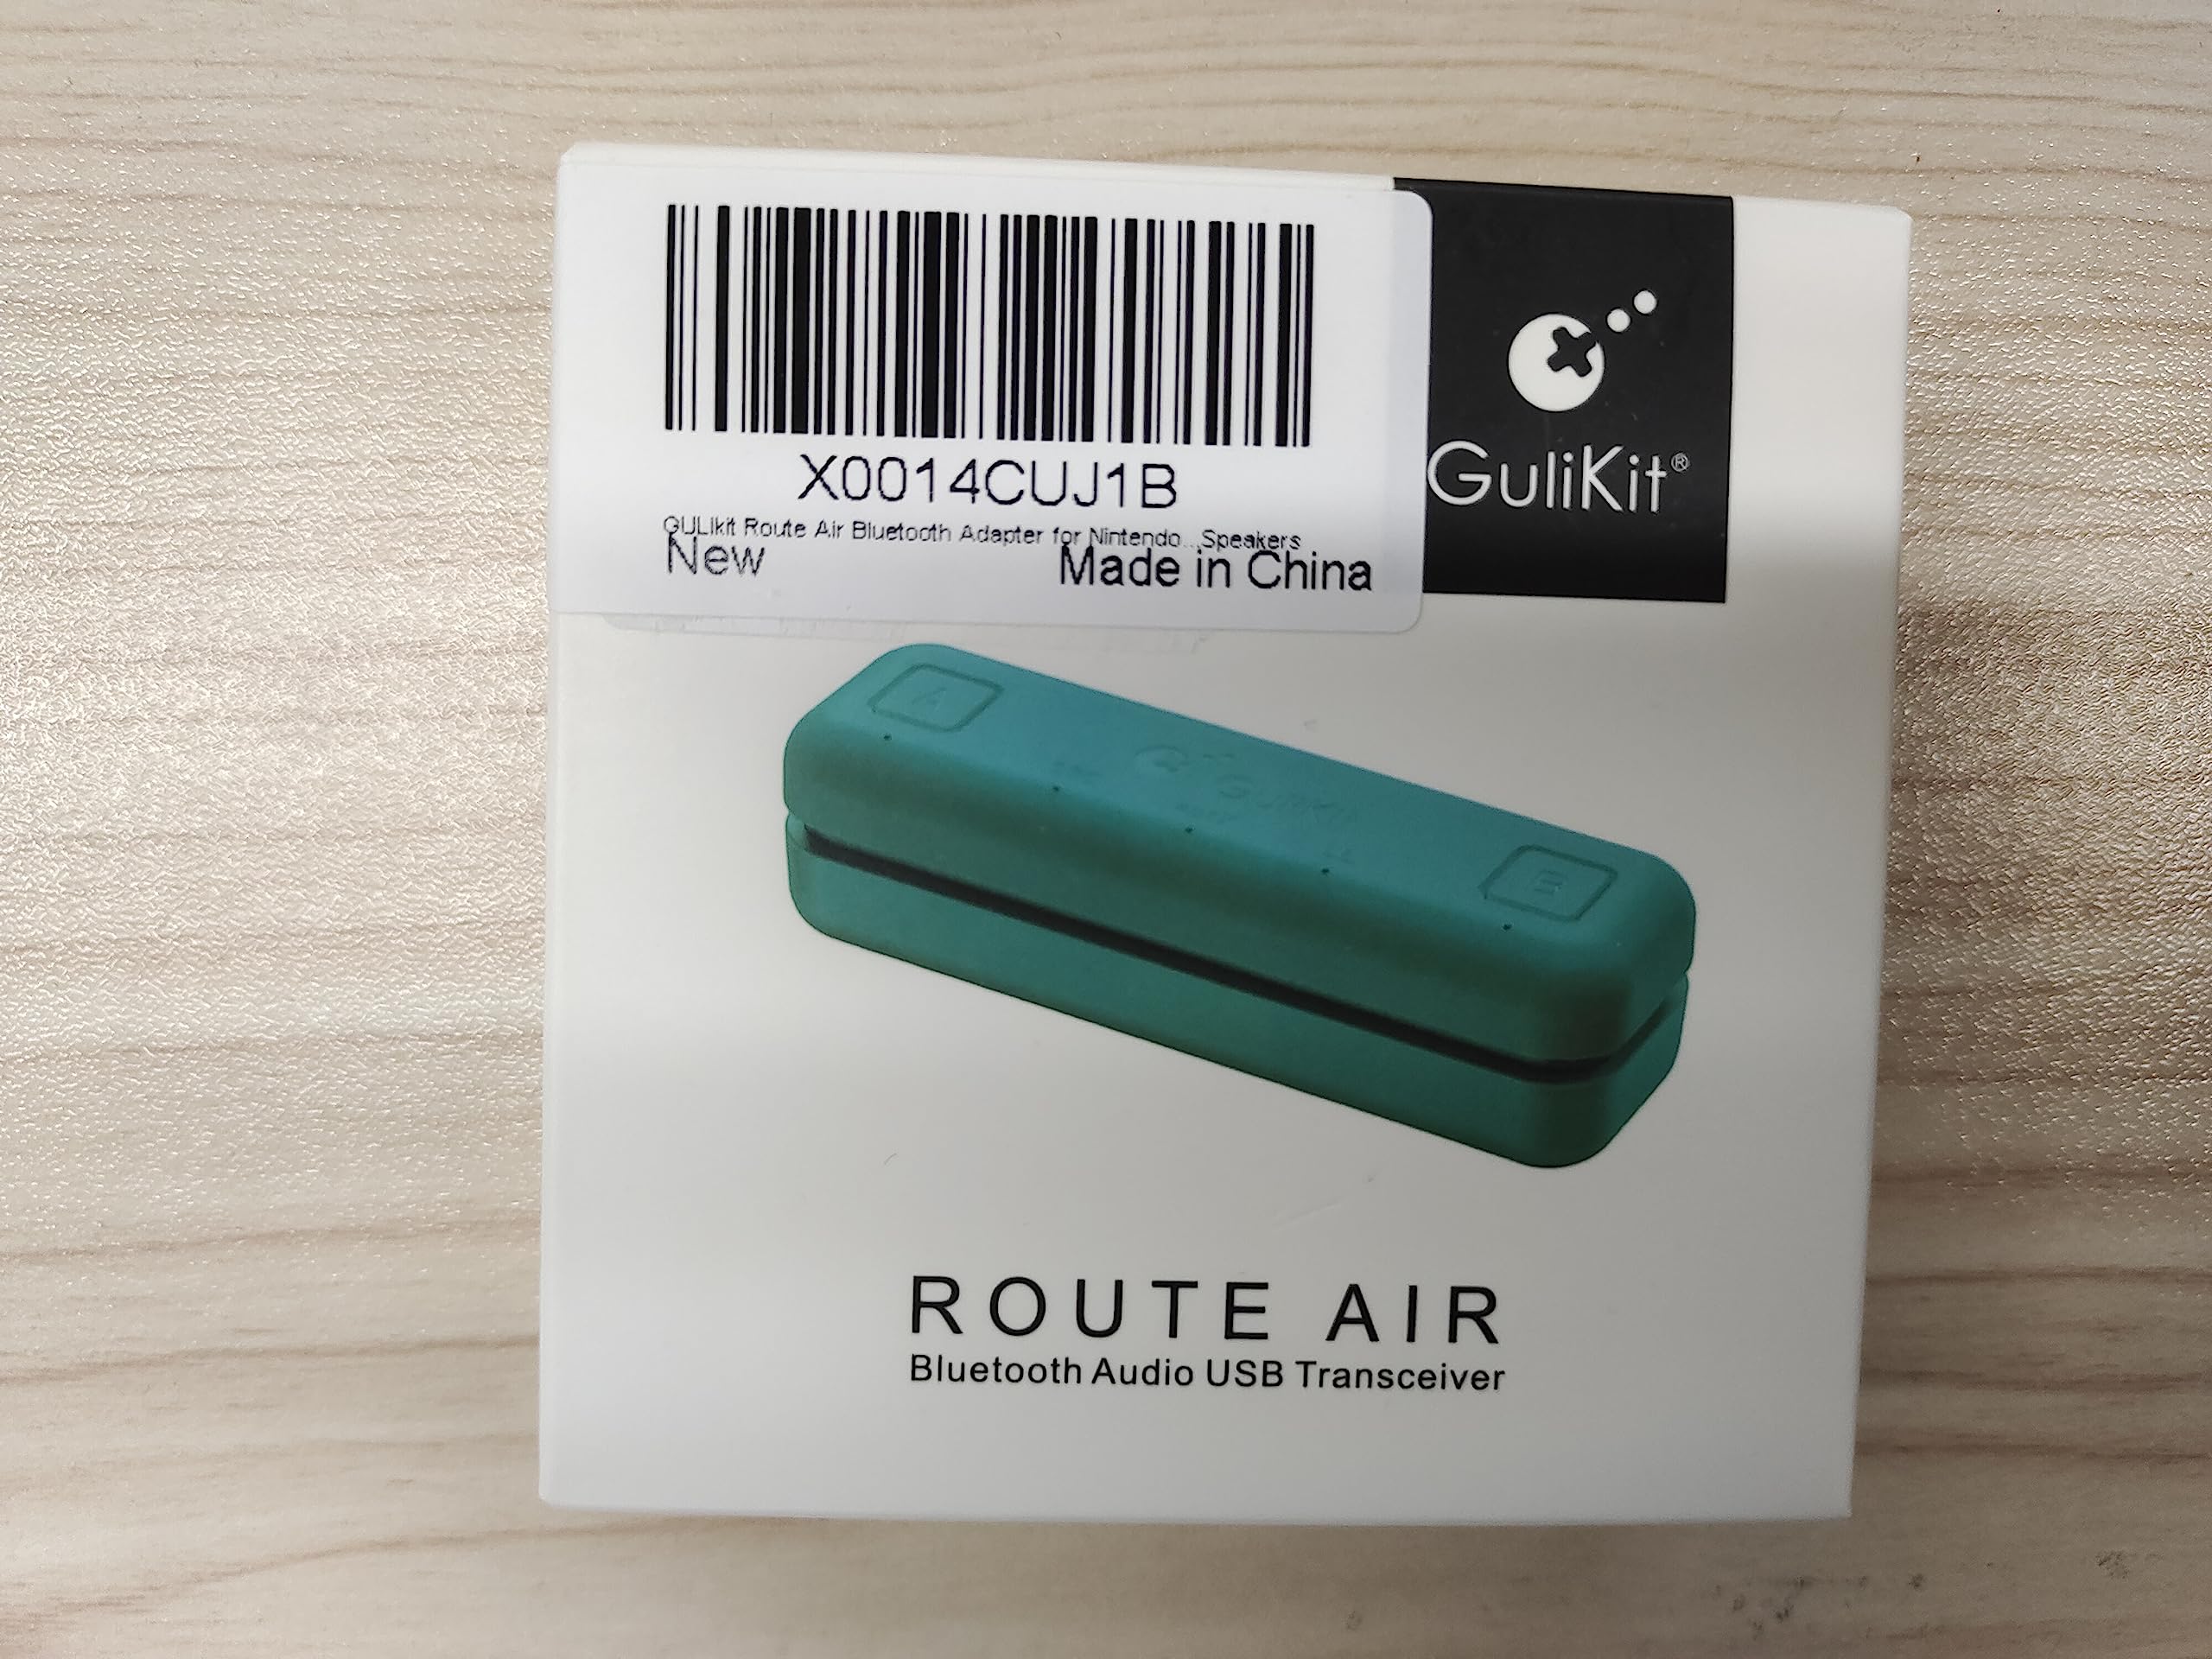 X0014CUJ1B
GULIkit Route Air Bluetooth Adapter for Nintendo...Speakers
New
Made in China
GuliKit®
A
GuliKit
B
ROUTE AIR
Bluetooth Audio USB Transceiver